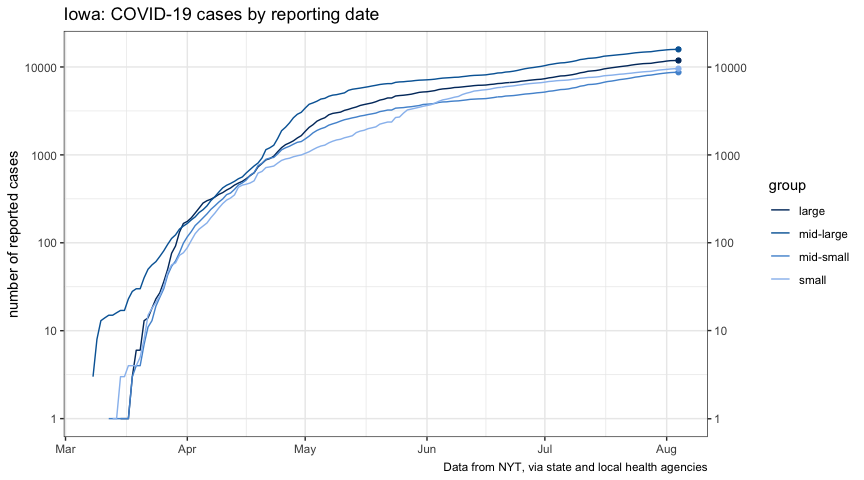 Iowa: COVID-19 cases by reporting date
number of reported cases
10000
1000
100
10
1
10000
1000
100
10
1
Mar Apr May Jun Jul Aug
group
large
mid-large
mid-small
small
Data from NYT, via state and local health agencies